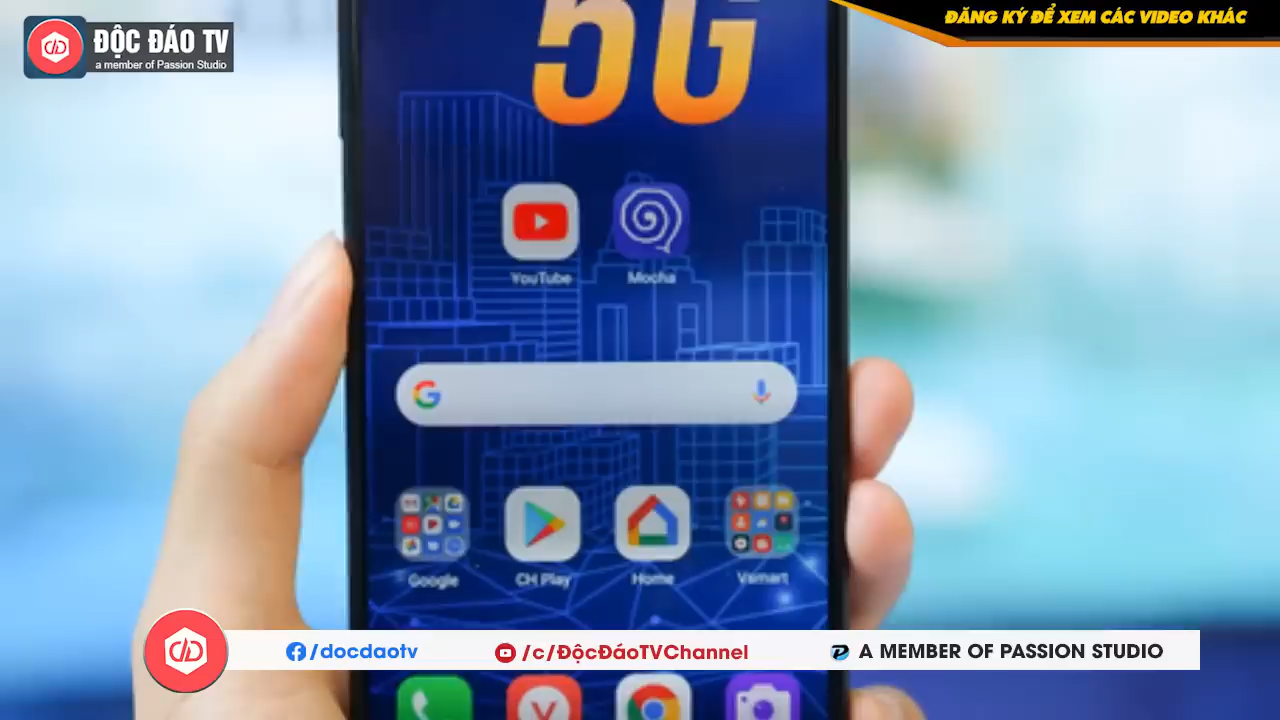 ĐĂNG KÝ ĐỂ XEM CÁC VIDEO KHÁC
ĐỘC ĐÁO TV
a member of Passion Studio
5G
YouTube
Mocha
Google
CH Play
Home
Vsmart
/docdaotv
/c/ĐộcĐáoTVChannel
A MEMBER OF PASSION STUDIO